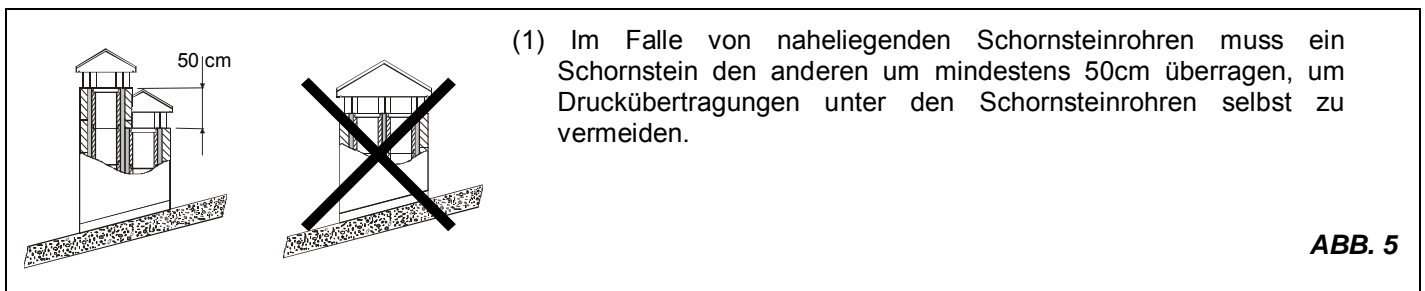 50 cm
(1) Im Falle von naheliegenden Schornsteinrohren muss ein
Schornstein den anderen um mindestens 50cm überragen, um
Druckübertragungen unter den Schornsteinrohren selbst zu
vermeiden.
ABB. 5